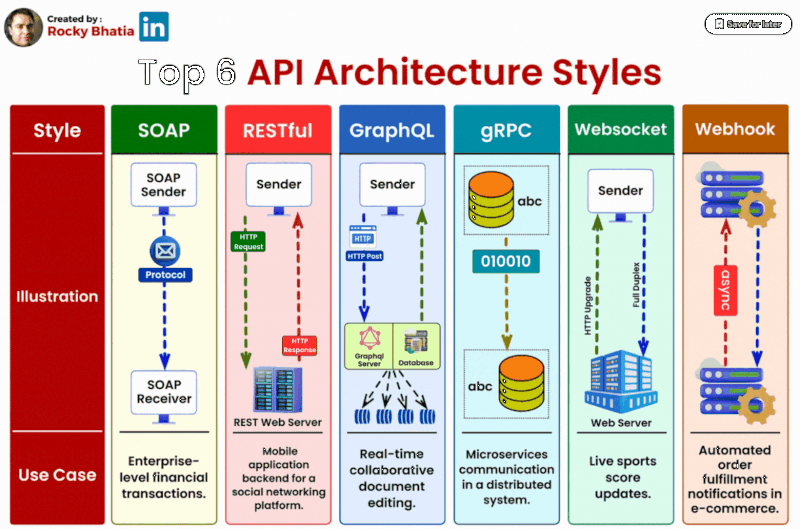 Created by :
Rocky Bhatia
in
Save for later
Top 6 API Architecture Styles
Style
SOAP
RESTful
GraphQL
gRPC
Websocket
Webhook
Illustration
SOAP
Sender
Protocol
SOAP
Receiver
Sender
HTTP
Request
HTTP
Response
REST Web Server
Sender
HTTP
HTTP Post
Graphql
Server
Database
abc
010010
abc
Sender
HTTP Upgrade
Full Duplex
Web Server
async
Use Case
Enterprise-
level financial
transactions.
Mobile
application
backend for a
social networking
platform.
Real-time
collaborative
document
editing.
Microservices
communication
in a distributed
system.
Live sports
score
updates.
Automated
order
fulfillment
notifications in
e-commerce.